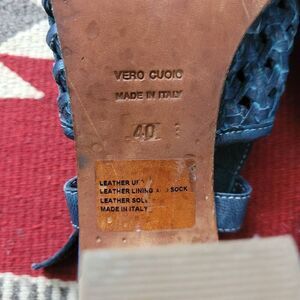 VERO CUOIO
MADE IN ITALY
40
LEATHER
LEATHER LINING SOCK
LEATHER SOLE
MADE IN ITALY